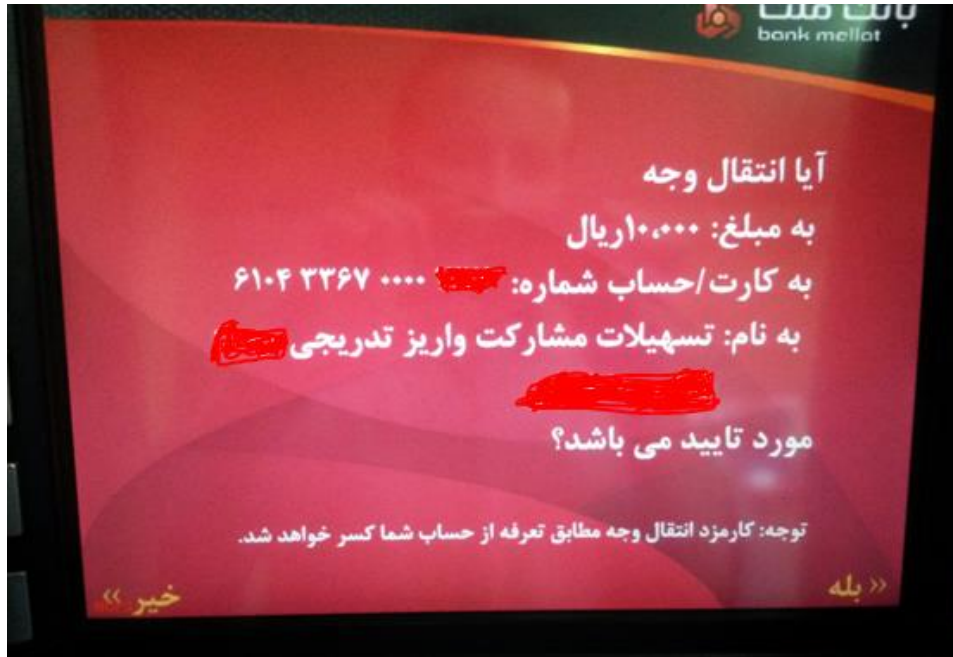 بانک ملت
bank mellat
آیا انتقال وجه
به مبلغ: ۱۰،۰۰۰ریال
به کارت/حساب شماره: ۶۱۰۴ ۳۳۶۷ ۰۰۰۰
به نام: تسهیلات مشارکت واریز تدریجی
مورد تایید می باشد؟
توجه: کارمزد انتقال وجه مطابق تعرفه از حساب شما کسر خواهد شد.
« بله
خیر »